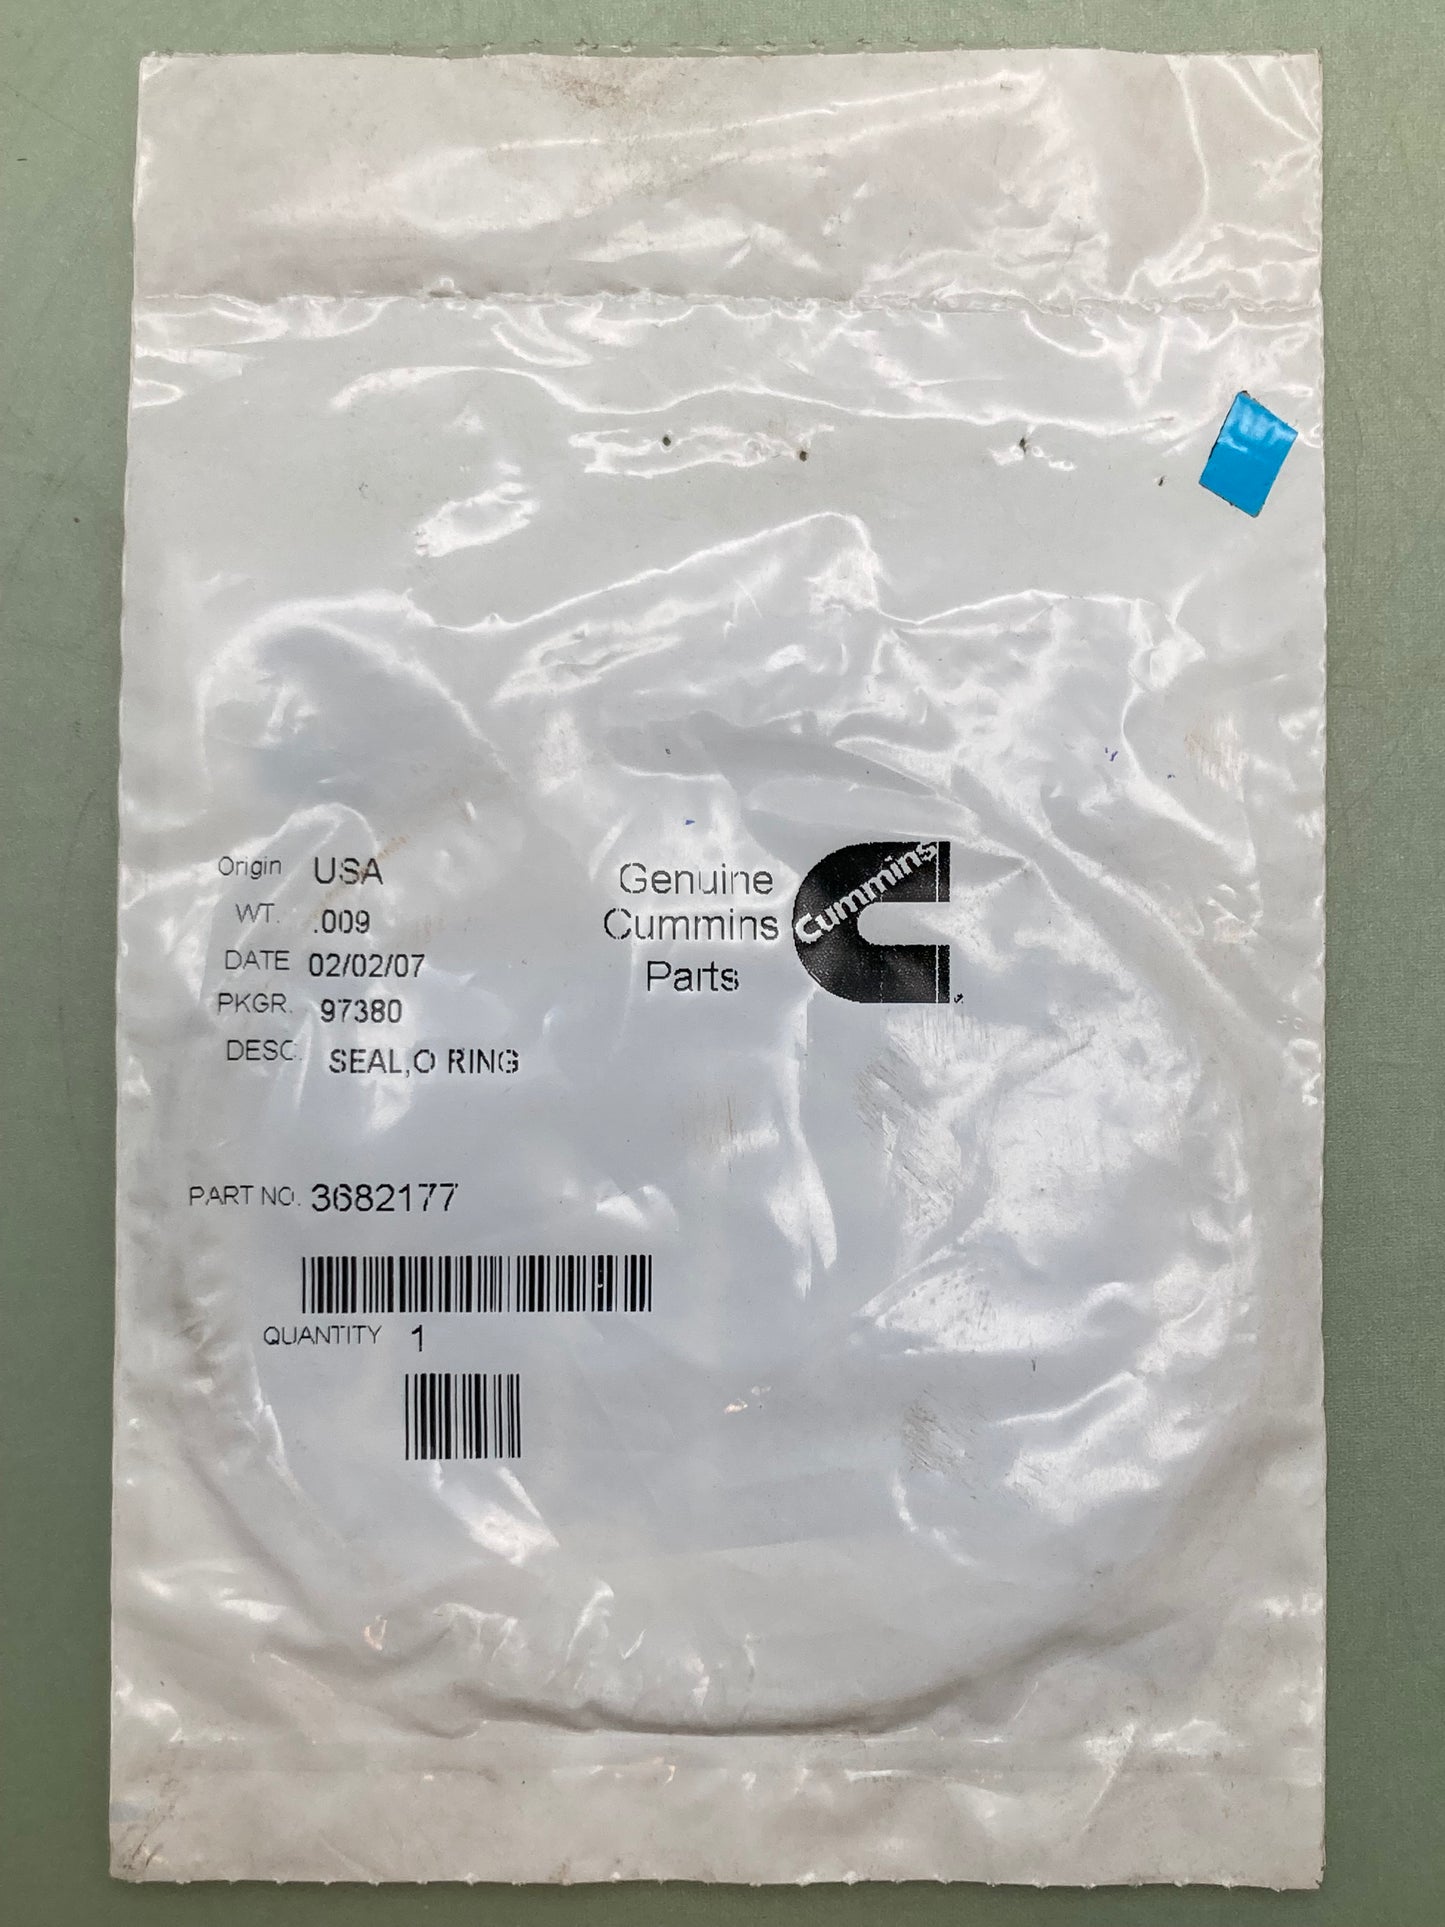 Origin USA
WT. .009
DATE 02/02/07
PKGR. 97380
DESC. SEAL,O RING
Genuine
Cummins
Parts
Cummins
PART NO. 3682177
QUANTITY 1